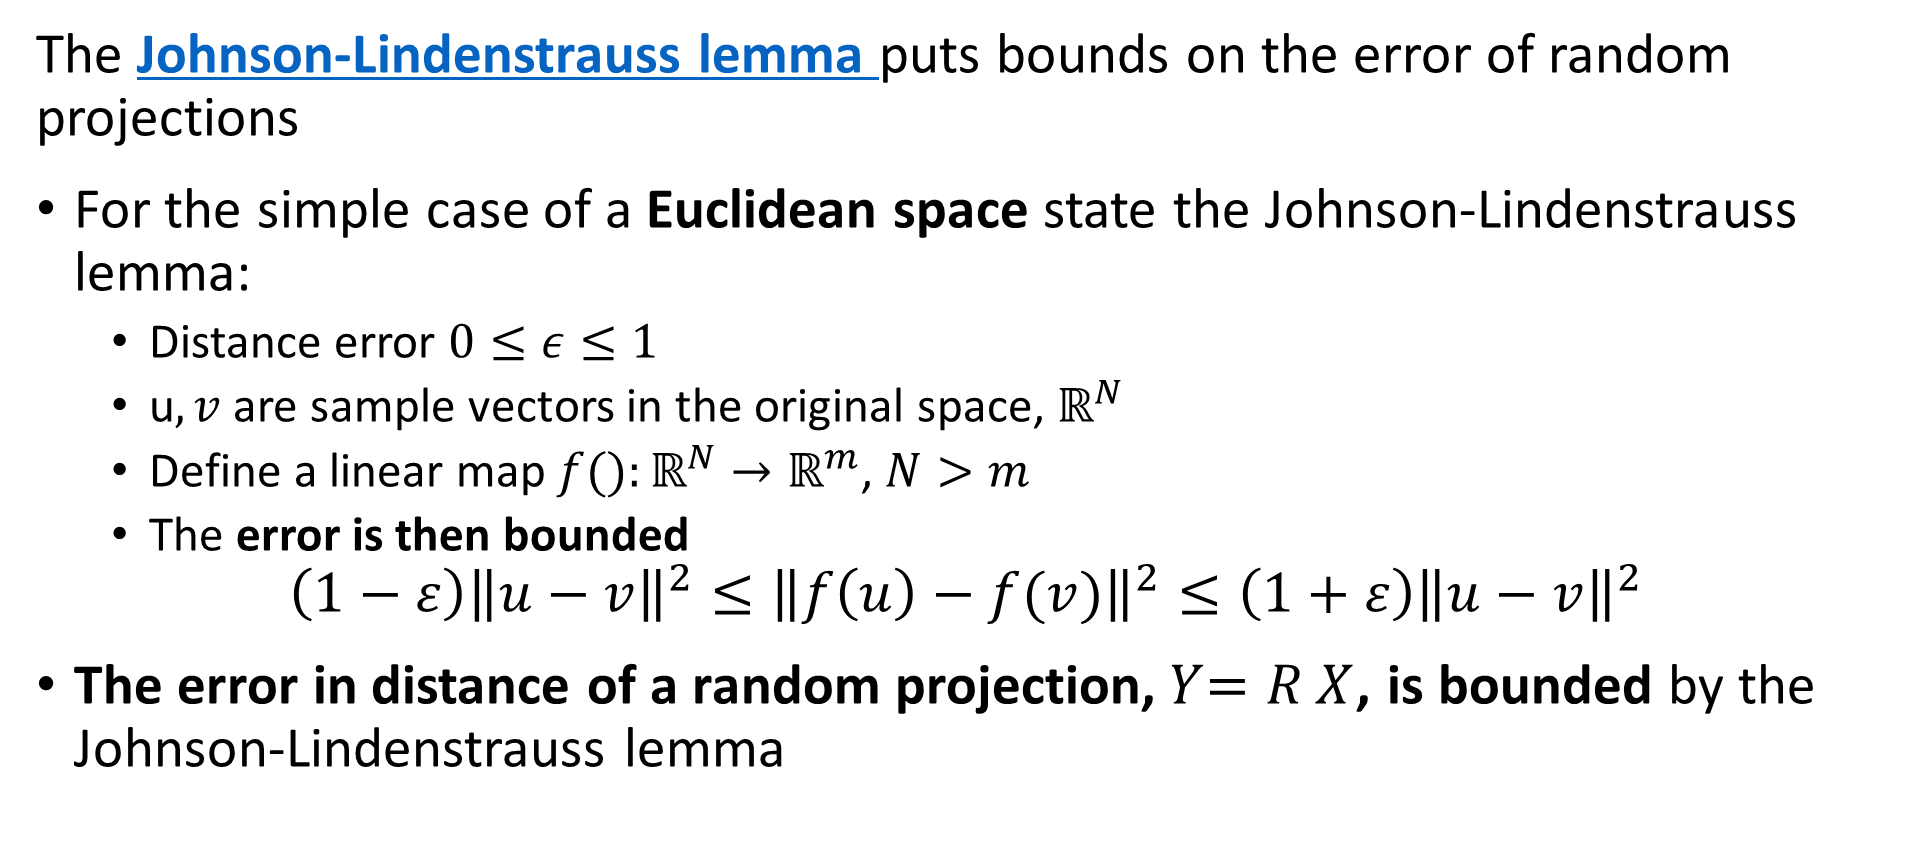 The Johnson-Lindenstrauss lemma puts bounds on the error of random
projections
• For the simple case of a Euclidean space state the Johnson-Lindenstrauss
lemma:
• Distance error 0 ≤ ϵ ≤ 1
• u, 𝑣 are sample vectors in the original space, ℝ^𝑁
• Define a linear map 𝑓(): ℝ^𝑁 → ℝ^𝑚, 𝑁 > 𝑚
• The error is then bounded
(1 − 𝜀)‖𝑢 − 𝑣‖² ≤ ‖𝑓(𝑢) − 𝑓(𝑣)‖² ≤ (1 + 𝜀)‖𝑢 − 𝑣‖²
• The error in distance of a random projection, 𝑌= 𝑅 𝑋, is bounded by the
Johnson-Lindenstrauss lemma